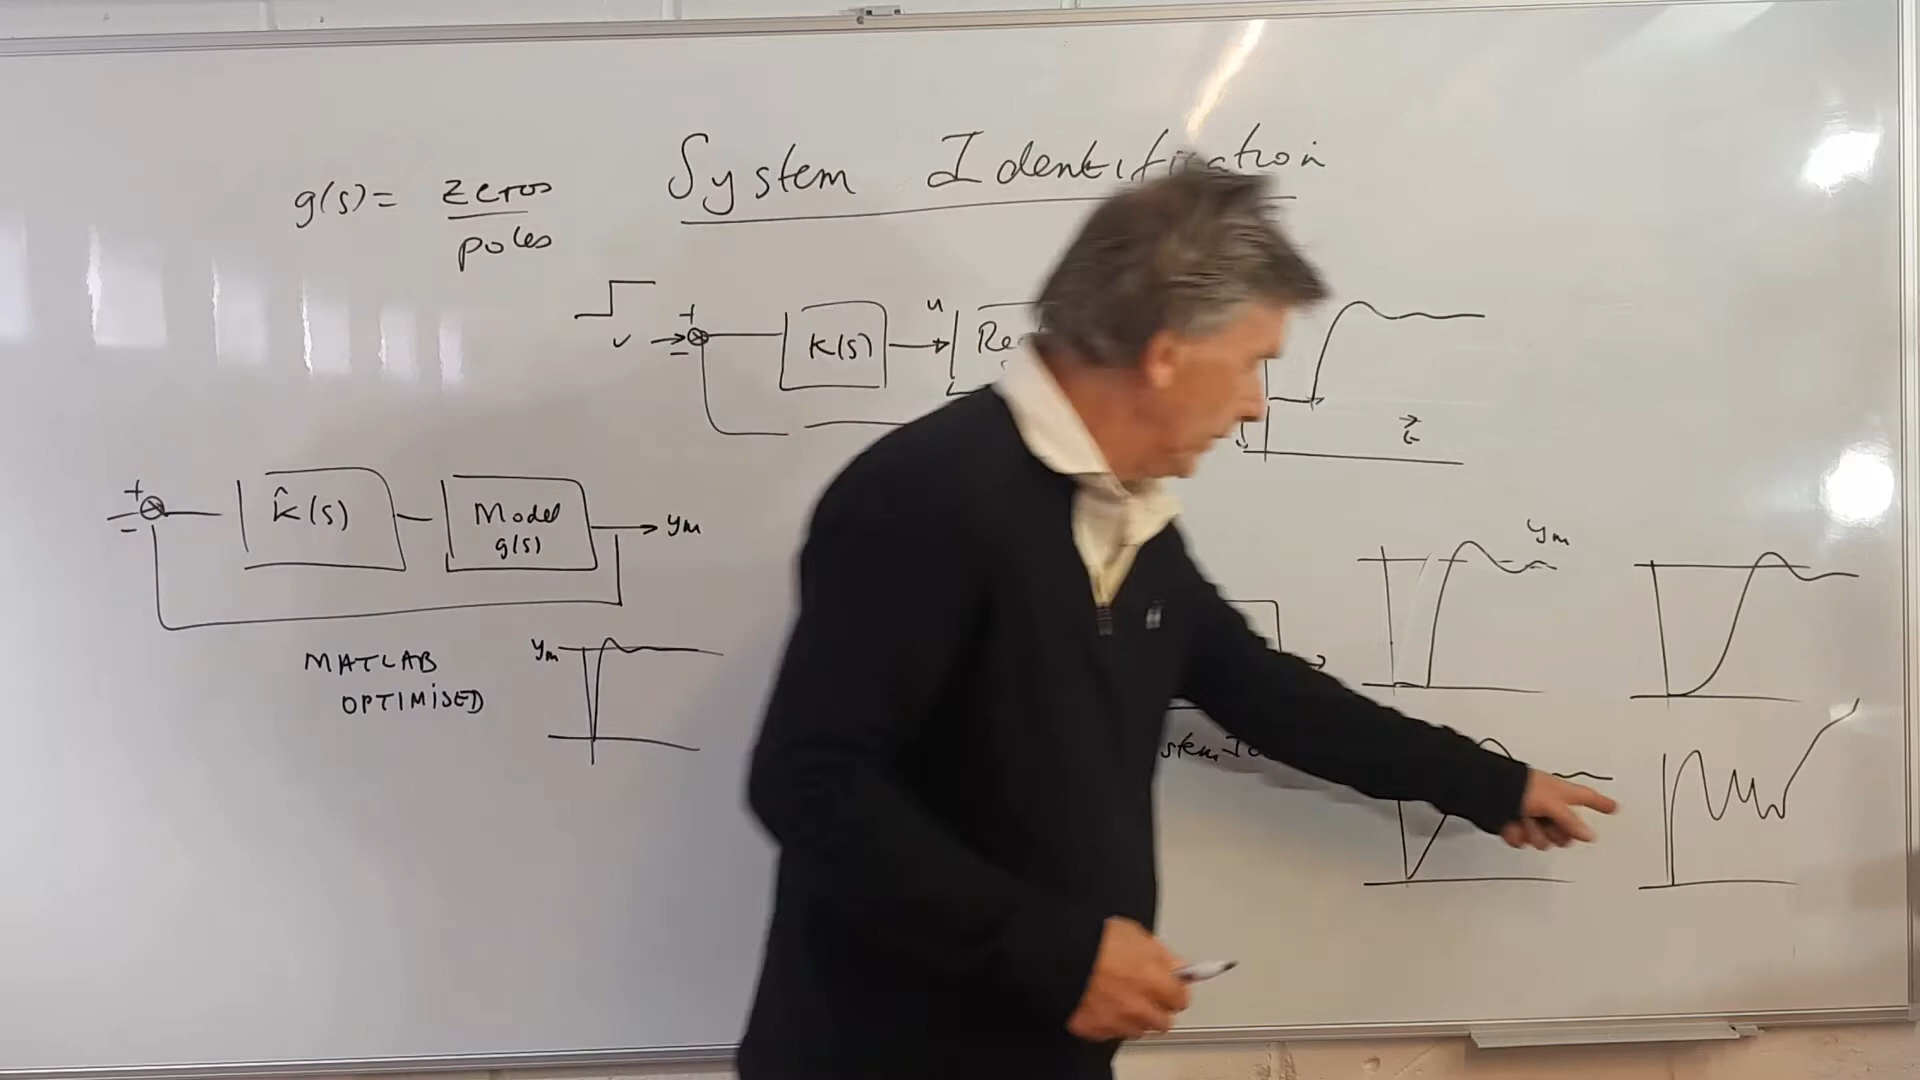 System Identification
g(s) = zeros
poles
+
-
K(s)
u
t
+
-
K̂(s)
Model
g(s)
ym
MATLAB
OPTIMISED
ym
ym